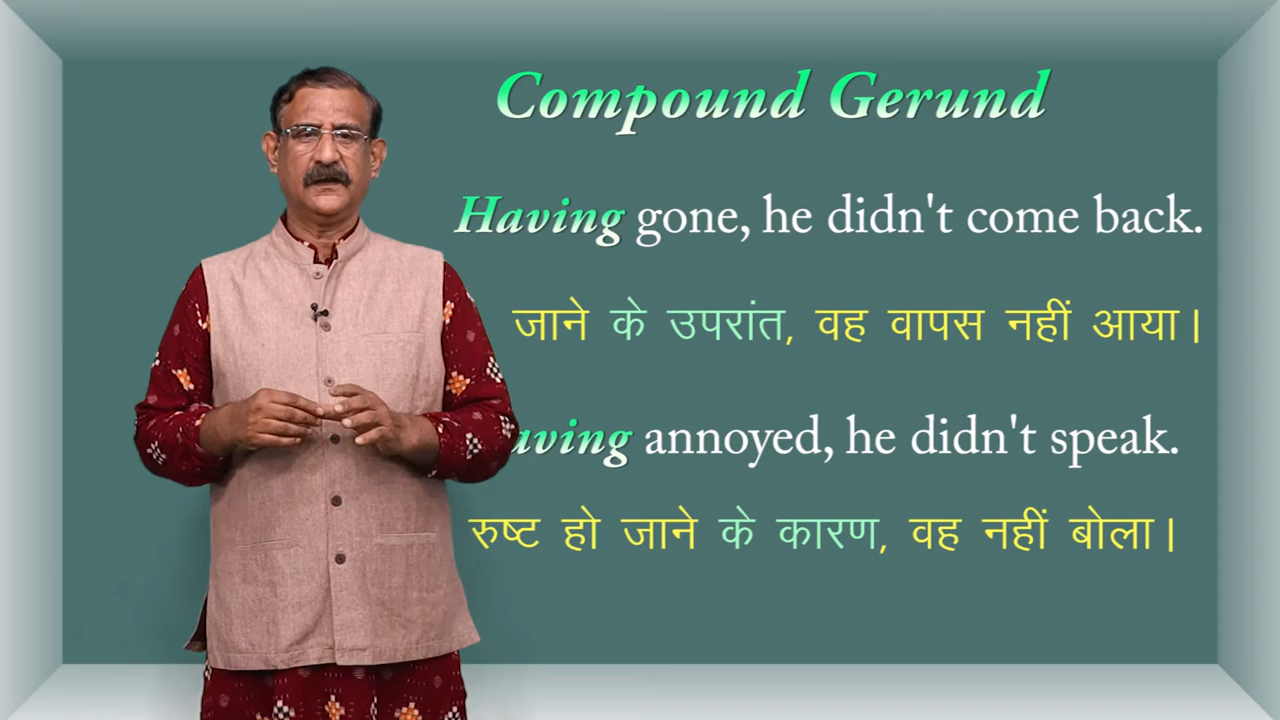 Compound Gerund
Having gone, he didn't come back.
जाने के उपरांत, वह वापस नहीं आया।
aving annoyed, he didn't speak.
रुष्ट हो जाने के कारण, वह नहीं बोला।